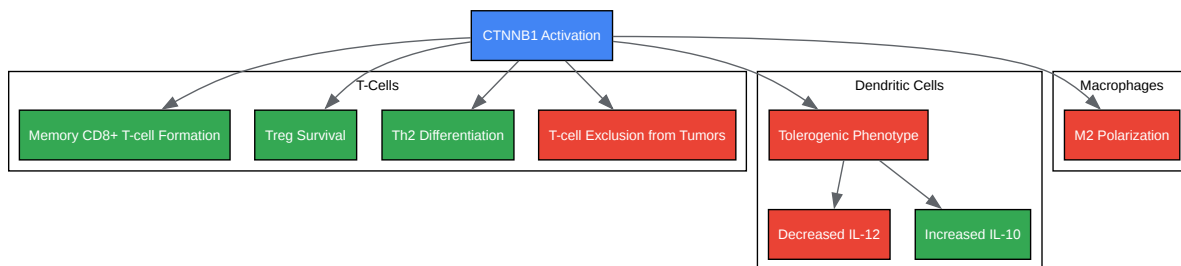 CTNNB1 Activation
T-Cells
Dendritic Cells
Macrophages
Memory CD8+ T-cell Formation
Treg Survival
Th2 Differentiation
T-cell Exclusion from Tumors
Tolerogenic Phenotype
M2 Polarization
Decreased IL-12
Increased IL-10